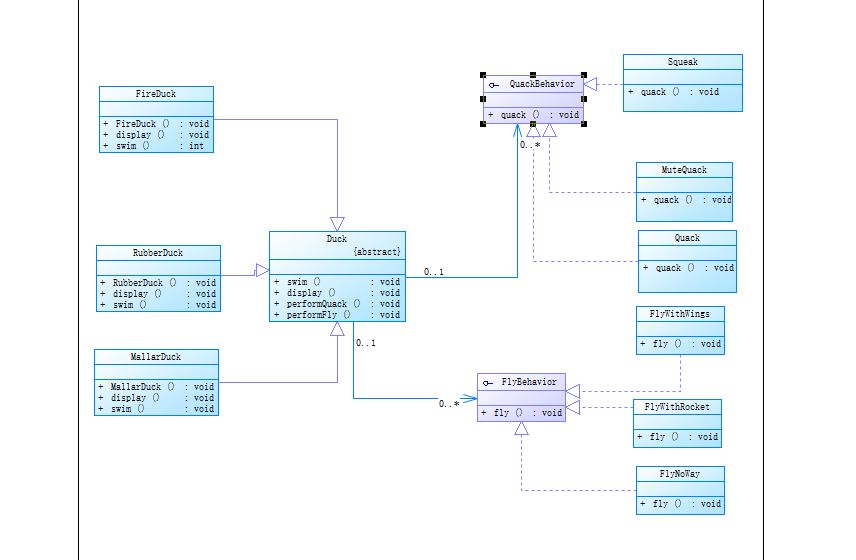 FireDuck
+ FireDuck () : void
+ display () : void
+ swim () : int
RubberDuck
+ RubberDuck () : void
+ display () : void
+ swim () : void
MallarDuck
+ MallarDuck () : void
+ display () : void
+ swim () : void
Duck
{abstract}
+ swim () : void
+ display () : void
+ performQuack () : void
+ performFly () : void
0..1
0..*
0..1
0..*
QuackBehavior
+ quack () : void
FlyBehavior
+ fly () : void
Squeak
+ quack () : void
MuteQuack
+ quack () : void
Quack
+ quack () : void
FlyWithWings
+ fly () : void
FlyWithRocket
+ fly () : void
FlyNoWay
+ fly () : void